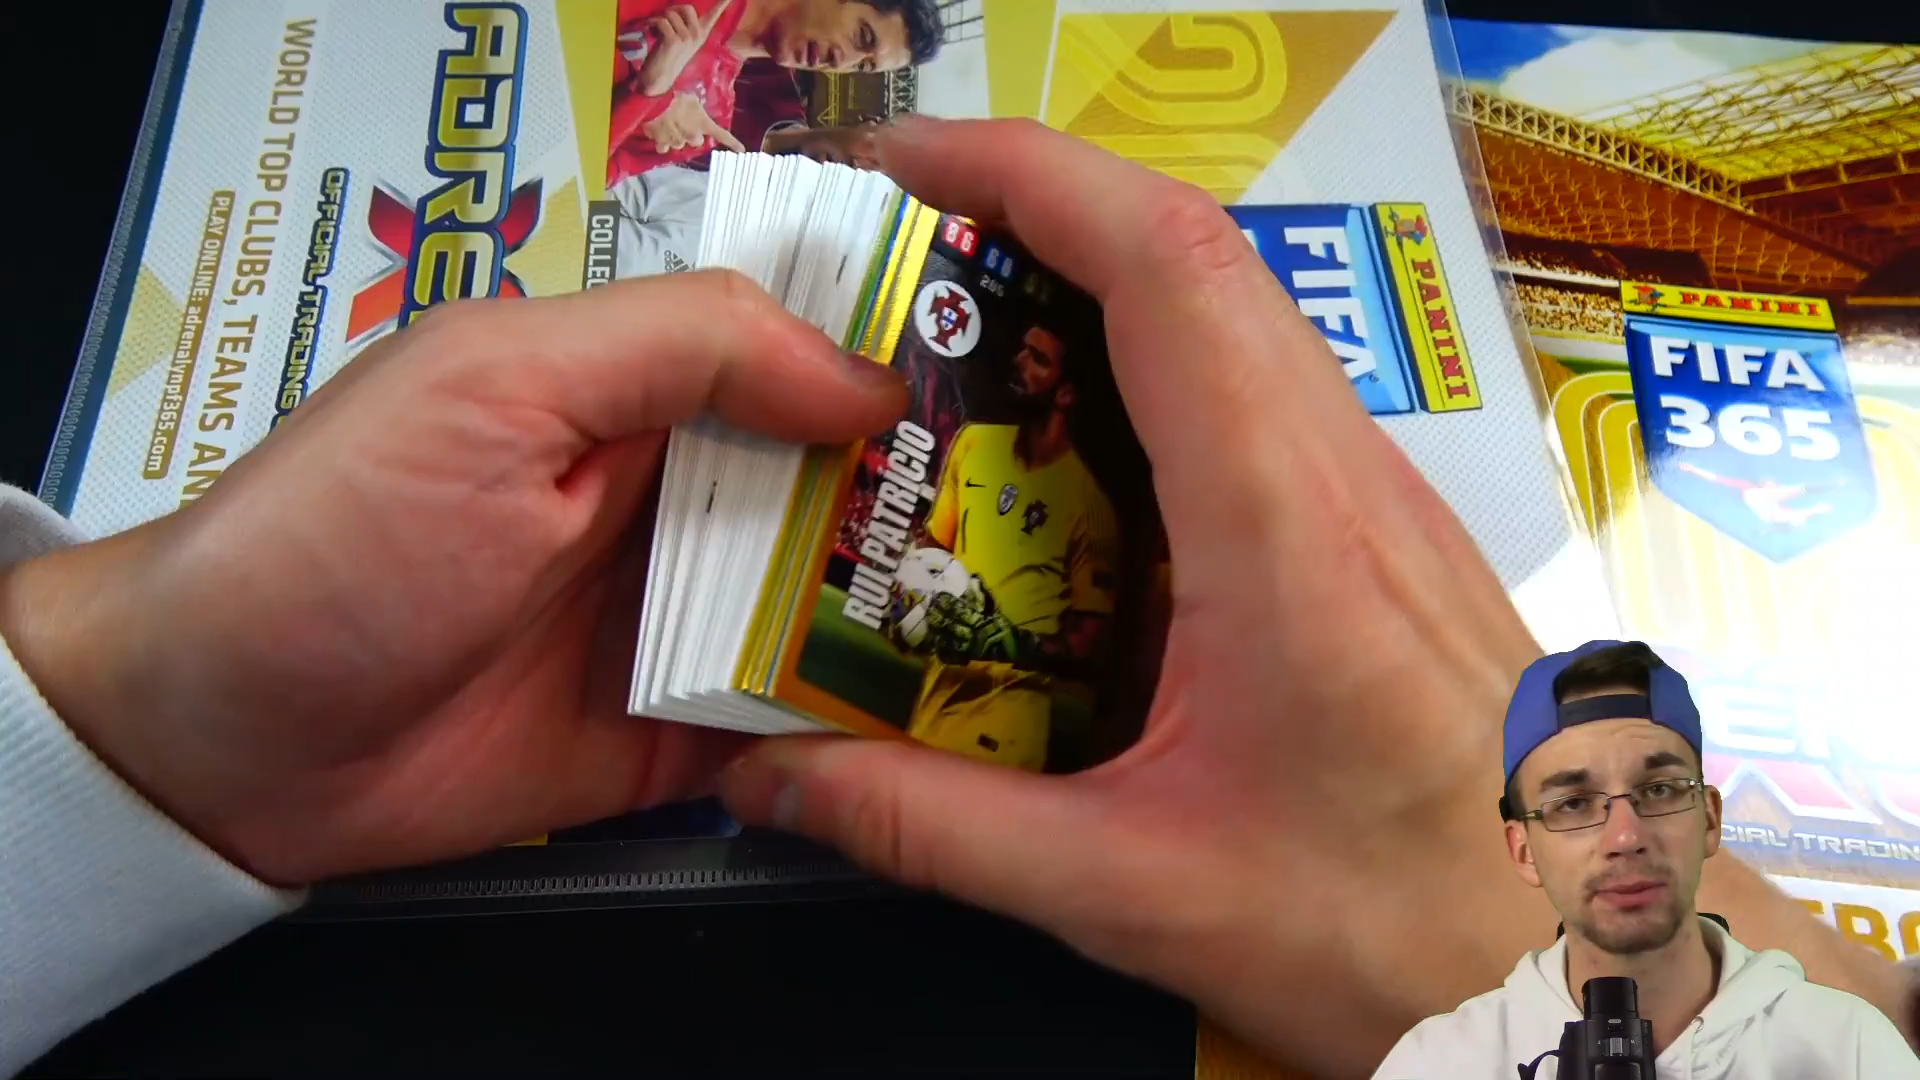 WORLD TOP CLUBS, TEAMS AN
PLAY ONLINE: adrenalynpf365.com
OFFICIAL TRADING
ADRE
COLLE
FIFA
PANINI
PANINI
FIFA
365
86
205
RUI PATRÍCIO
CIAL TRADIN